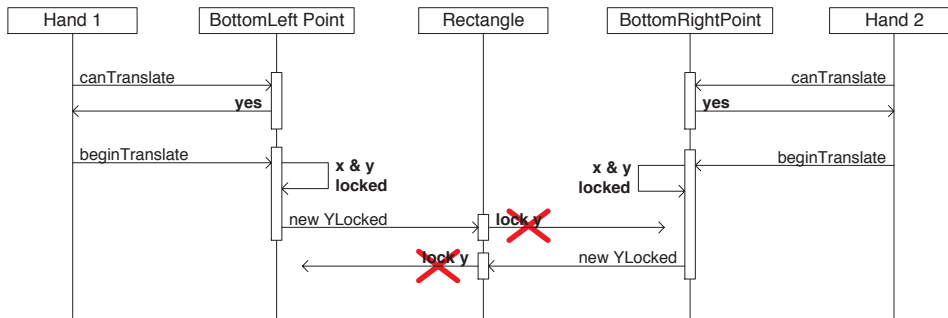 Hand 1
BottomLeft Point
Rectangle
BottomRightPoint
Hand 2
canTranslate
canTranslate
yes
yes
beginTranslate
x & y
locked
x & y
locked
beginTranslate
new YLocked
lock y
lock y
new YLocked